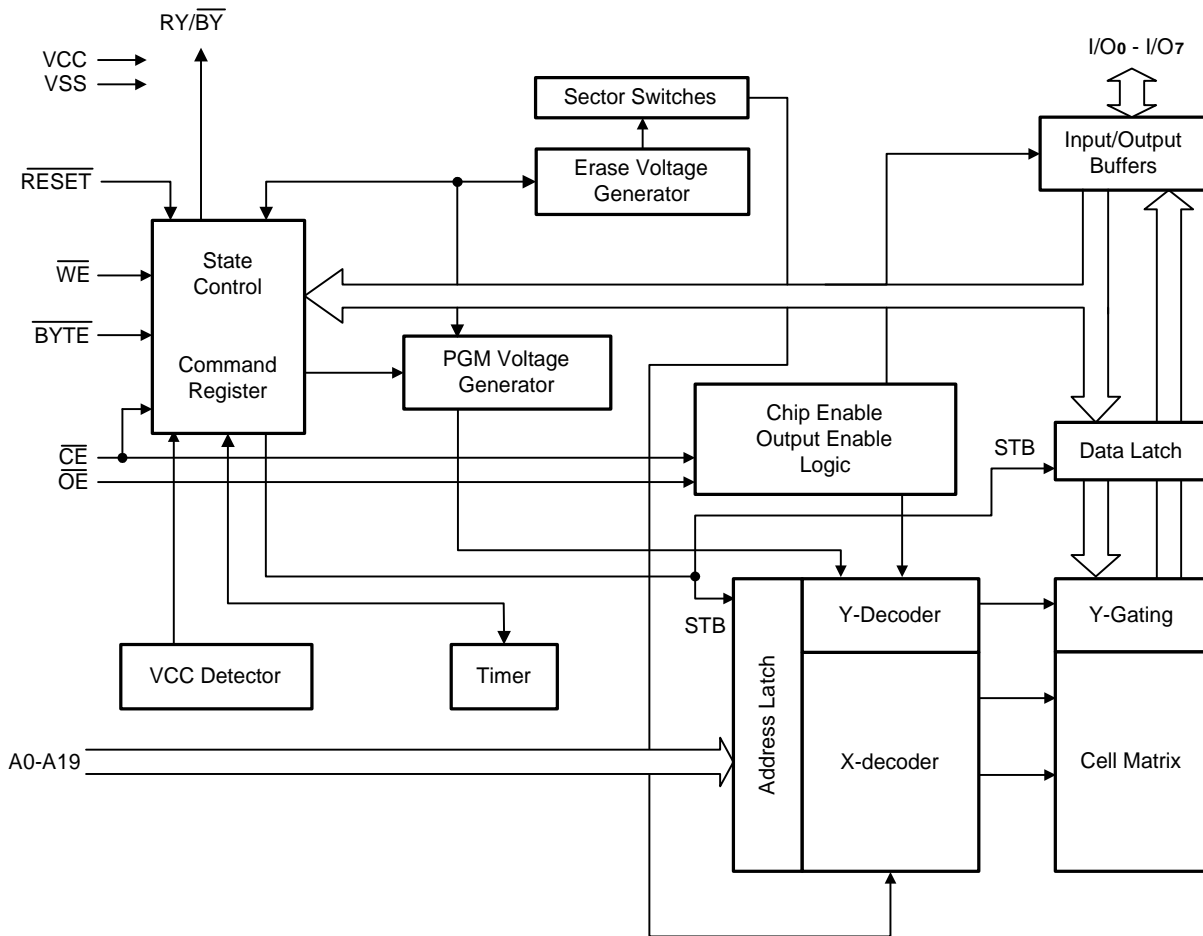 RY/BY
VCC
VSS
I/O0 - I/O7
Sector Switches
Input/Output
Buffers
Erase Voltage
Generator
RESET
State
Control
WE
BYTE
PGM Voltage
Generator
Command
Register
Chip Enable
Output Enable
Logic
CE
OE
STB
Data Latch
STB
Y-Decoder
Y-Gating
VCC Detector
Timer
Address Latch
A0-A19
X-decoder
Cell Matrix